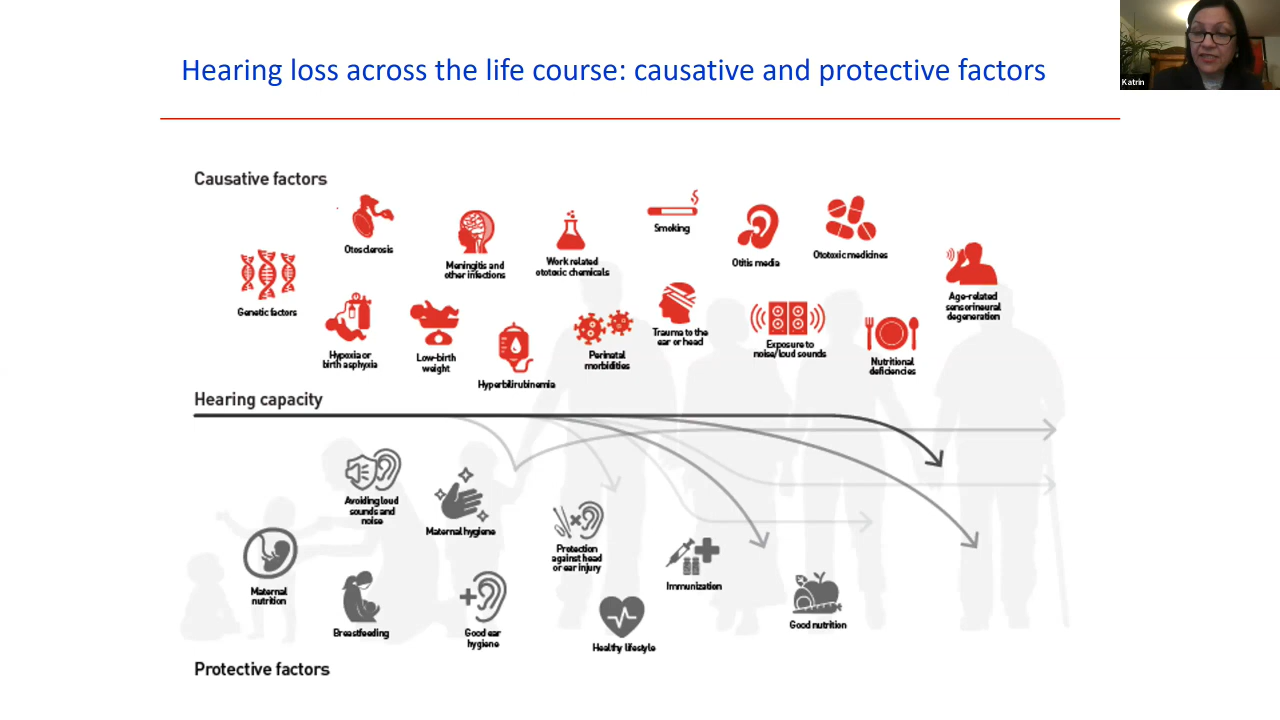 Hearing loss across the life course: causative and protective factors
Katrin
Causative factors
Otosclerosis
Meningitis and
other infections
Work related
ototoxic chemicals
Smoking
Otitis media
Ototoxic medicines
Genetic factors
Age-related
sensorineural
degeneration
Hypoxia or
birth asphyxia
Low-birth
weight
Hyperbilirubinemia
Perinatal
morbidities
Trauma to the
ear or head
Exposure to
noise/loud sounds
Nutritional
deficiencies
Hearing capacity
Avoiding loud
sounds and
noise
Maternal hygiene
Protection
against head
or ear injury
Immunization
Maternal
nutrition
Breastfeeding
Good ear
hygiene
Healthy lifestyle
Good nutrition
Protective factors